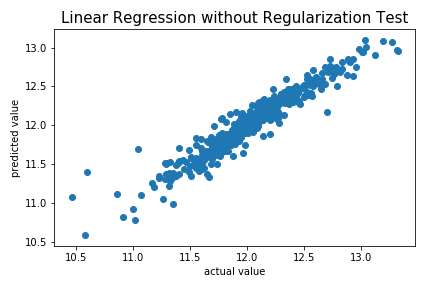 Linear Regression without Regularization Test
predicted value
13.0
12.5
12.0
11.5
11.0
10.5
10.5 11.0 11.5 12.0 12.5 13.0
actual value